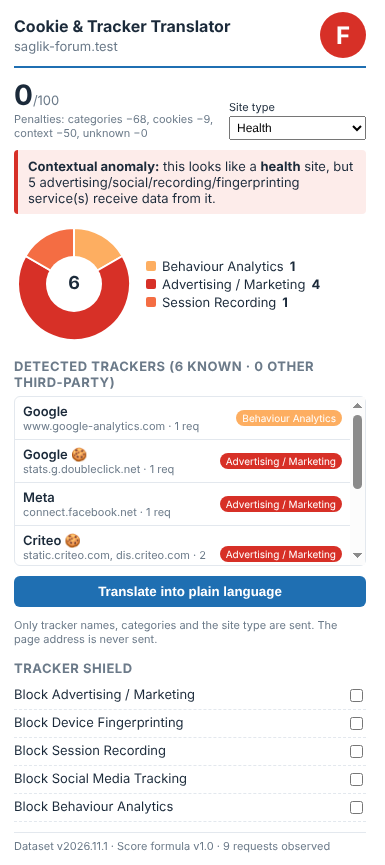 Cookie & Tracker Translator
saglik-forum.test
F
0/100
Penalties: categories −68, cookies −9,
context −50, unknown −0
Site type
Health
Contextual anomaly: this looks like a health site, but
5 advertising/social/recording/fingerprinting
service(s) receive data from it.
6
Behaviour Analytics 1
Advertising / Marketing 4
Session Recording 1
DETECTED TRACKERS (6 KNOWN · 0 OTHER
THIRD-PARTY)
Google
www.google-analytics.com · 1 req
Behaviour Analytics
Google 🍪
stats.g.doubleclick.net · 1 req
Advertising / Marketing
Meta
connect.facebook.net · 1 req
Advertising / Marketing
Criteo 🍪
static.criteo.com, dis.criteo.com · 2
Advertising / Marketing
Translate into plain language
Only tracker names, categories and the site type are sent. The
page address is never sent.
TRACKER SHIELD
Block Advertising / Marketing
Block Device Fingerprinting
Block Session Recording
Block Social Media Tracking
Block Behaviour Analytics
Dataset v2026.11.1 · Score formula v1.0 · 9 requests observed